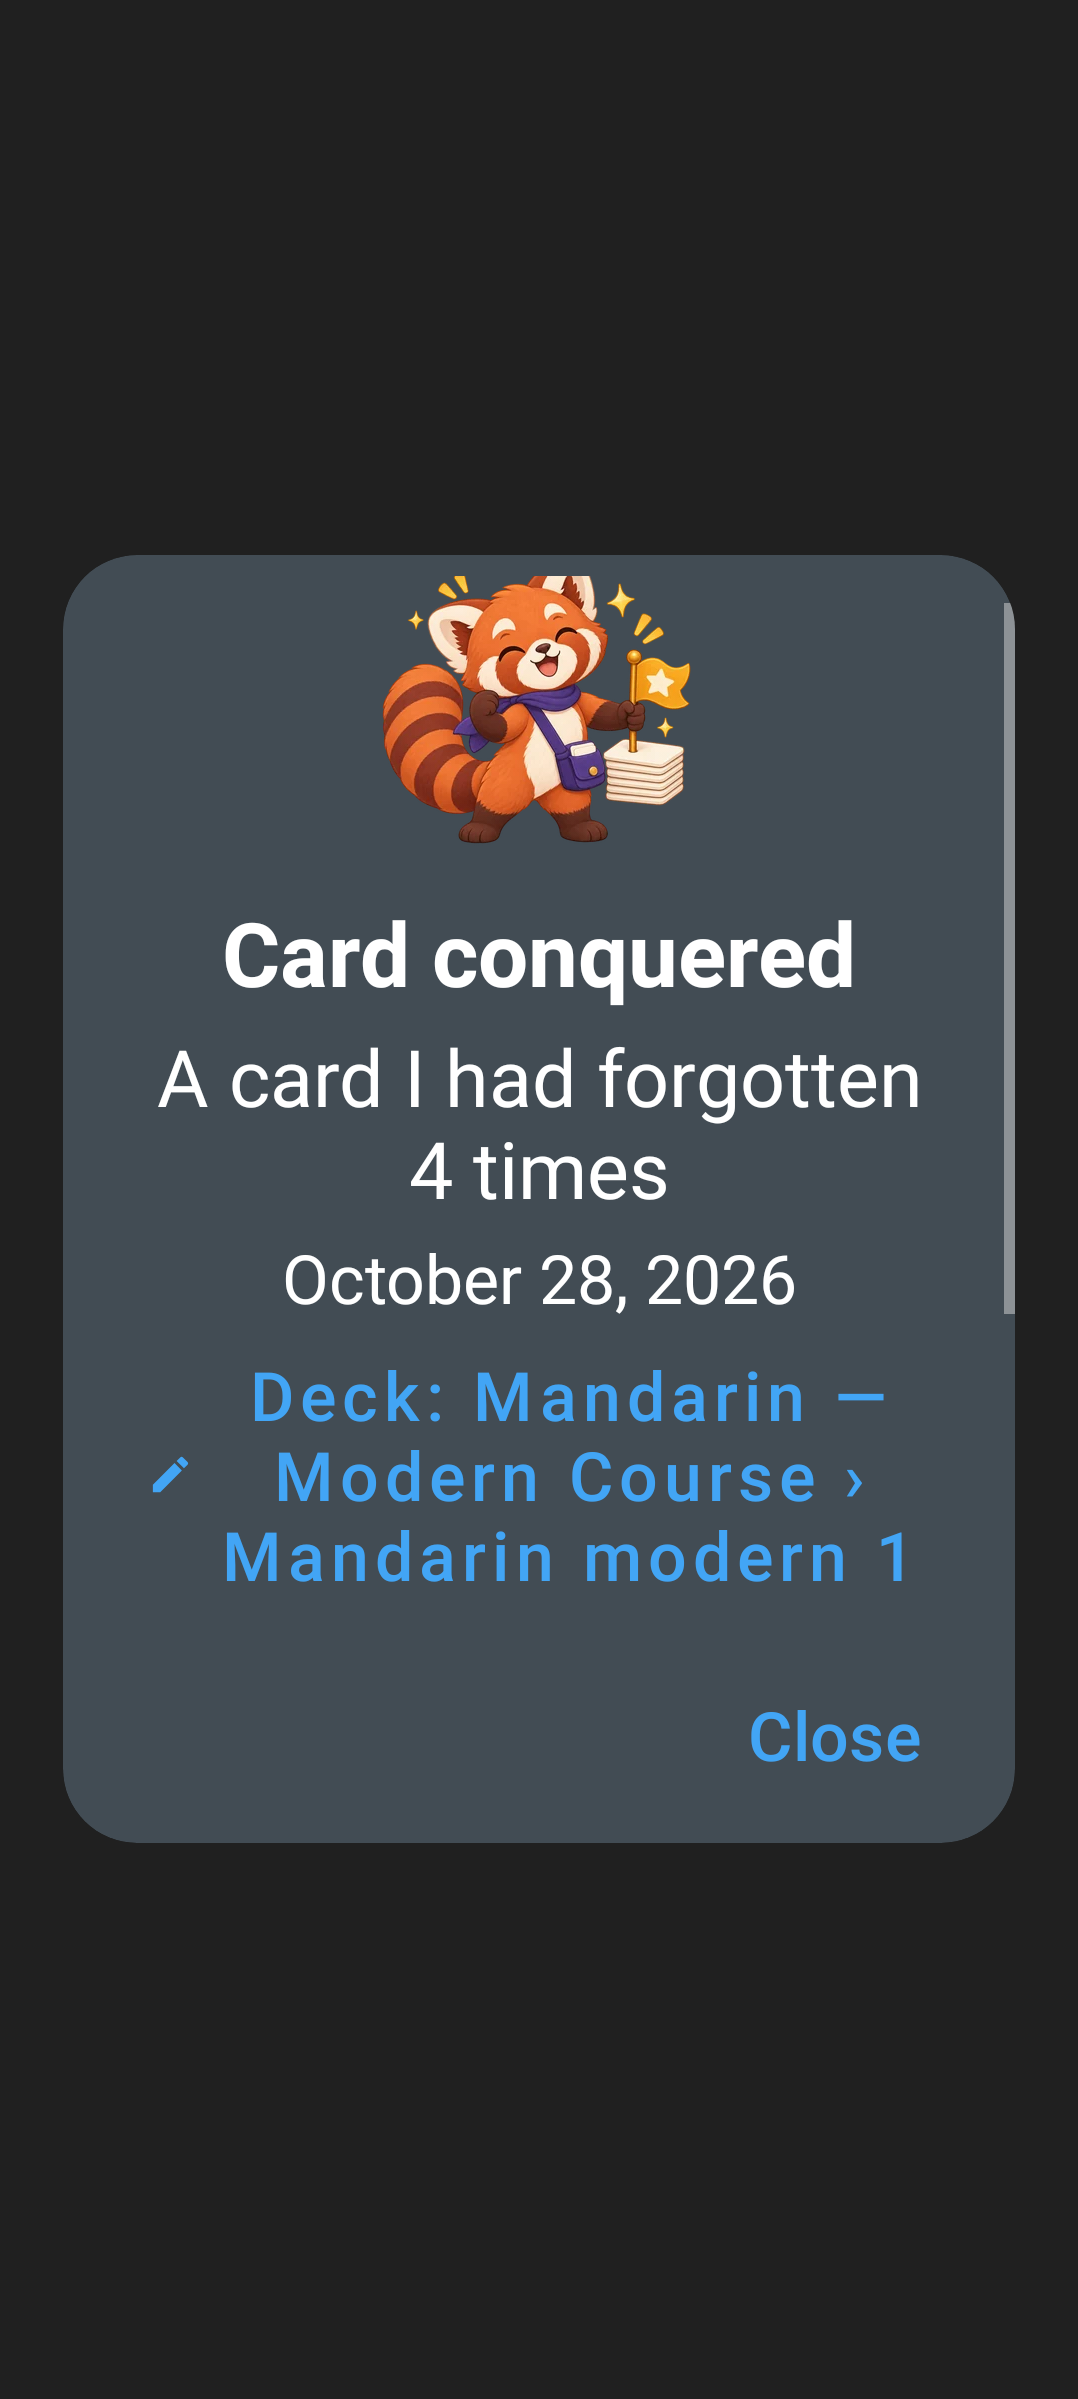 Card conquered
A card I had forgotten
4 times
October 28, 2026
Deck: Mandarin —
Modern Course ›
Mandarin modern 1
Close